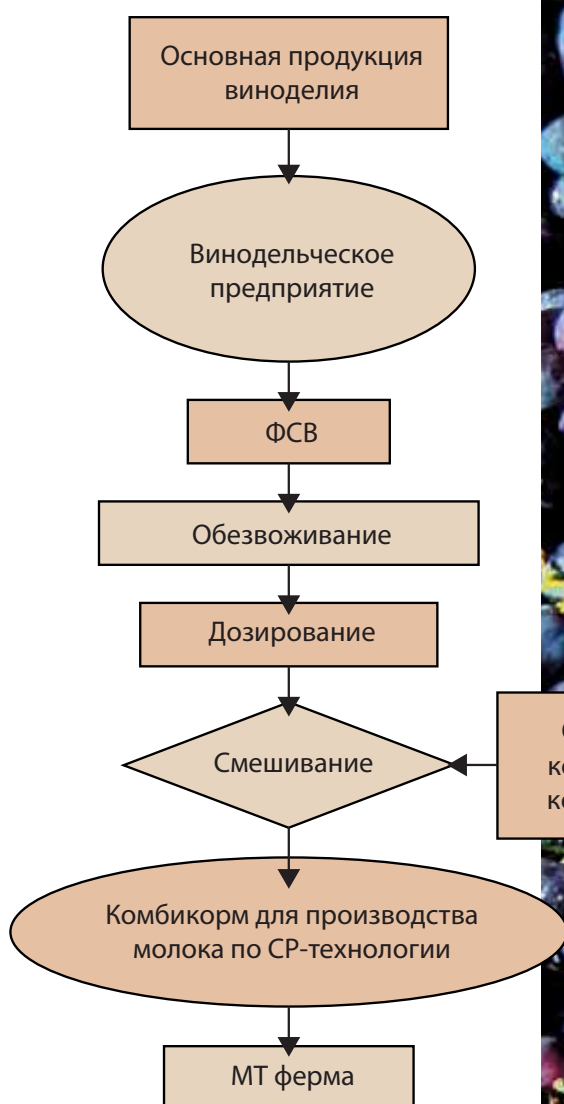 Основная продукция
виноделия
Винодельческое
предприятие
ФСВ
Обезвоживание
Дозирование
Смешивание
Комбикорм для производства
молока по СР-технологии
МТ ферма